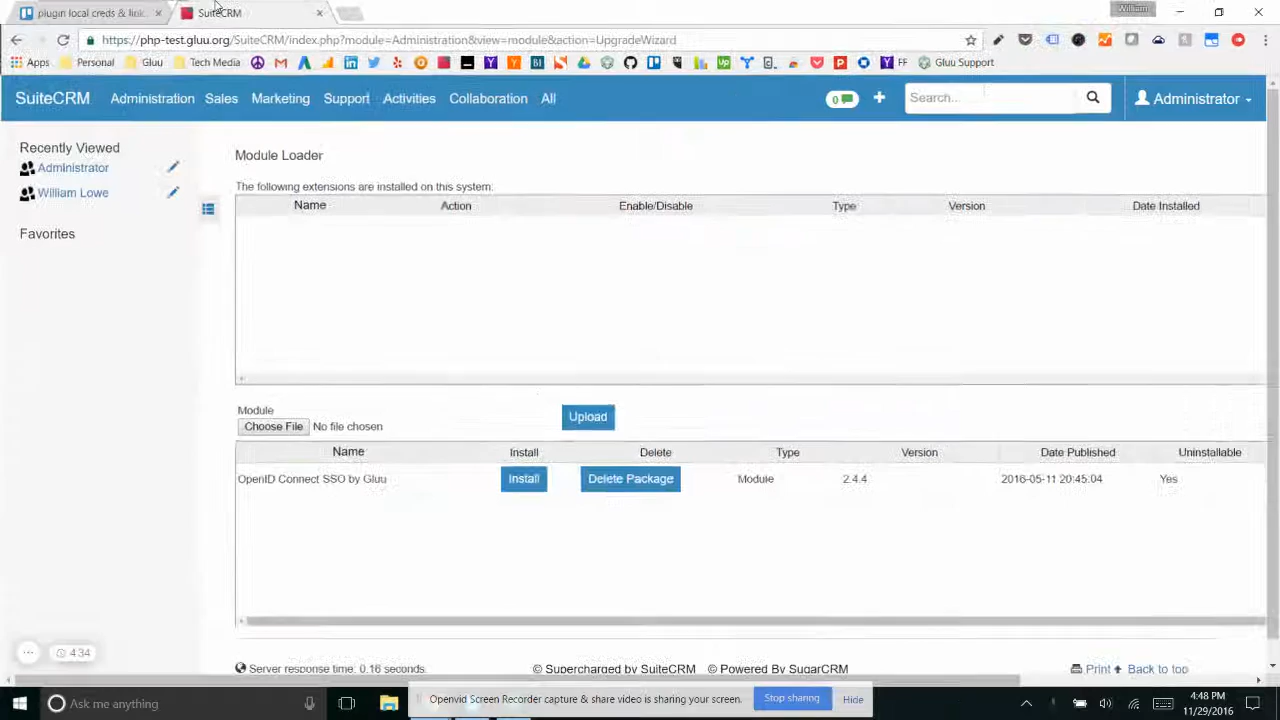 plugin local creds & link
SuiteCRM
William
https://php-test.gluu.org/SuiteCRM/index.php?module=Administration&view=module&action=UpgradeWizard
Apps Personal Gluu Tech Media FF Gluu Support
SuiteCRM Administration Sales Marketing Support Activities Collaboration All 0 + Search... Administrator
Recently Viewed
Administrator
William Lowe
Favorites
Module Loader
The following extensions are installed on this system:
Name Action Enable/Disable Type Version Date Installed
Module
Choose File No file chosen Upload
Name Install Delete Type Version Date Published Uninstallable
OpenID Connect SSO by Gluu Install Delete Package Module 2.4.4 2016-05-11 20:45:04 Yes
4:34
Server response time: 0.16 seconds. © Supercharged by SuiteCRM © Powered By SugarCRM Print Back to top
Ask me anything
Openvid Screen Recorder capture & share video is sharing your screen. Stop sharing Hide
4:48 PM
11/29/2016